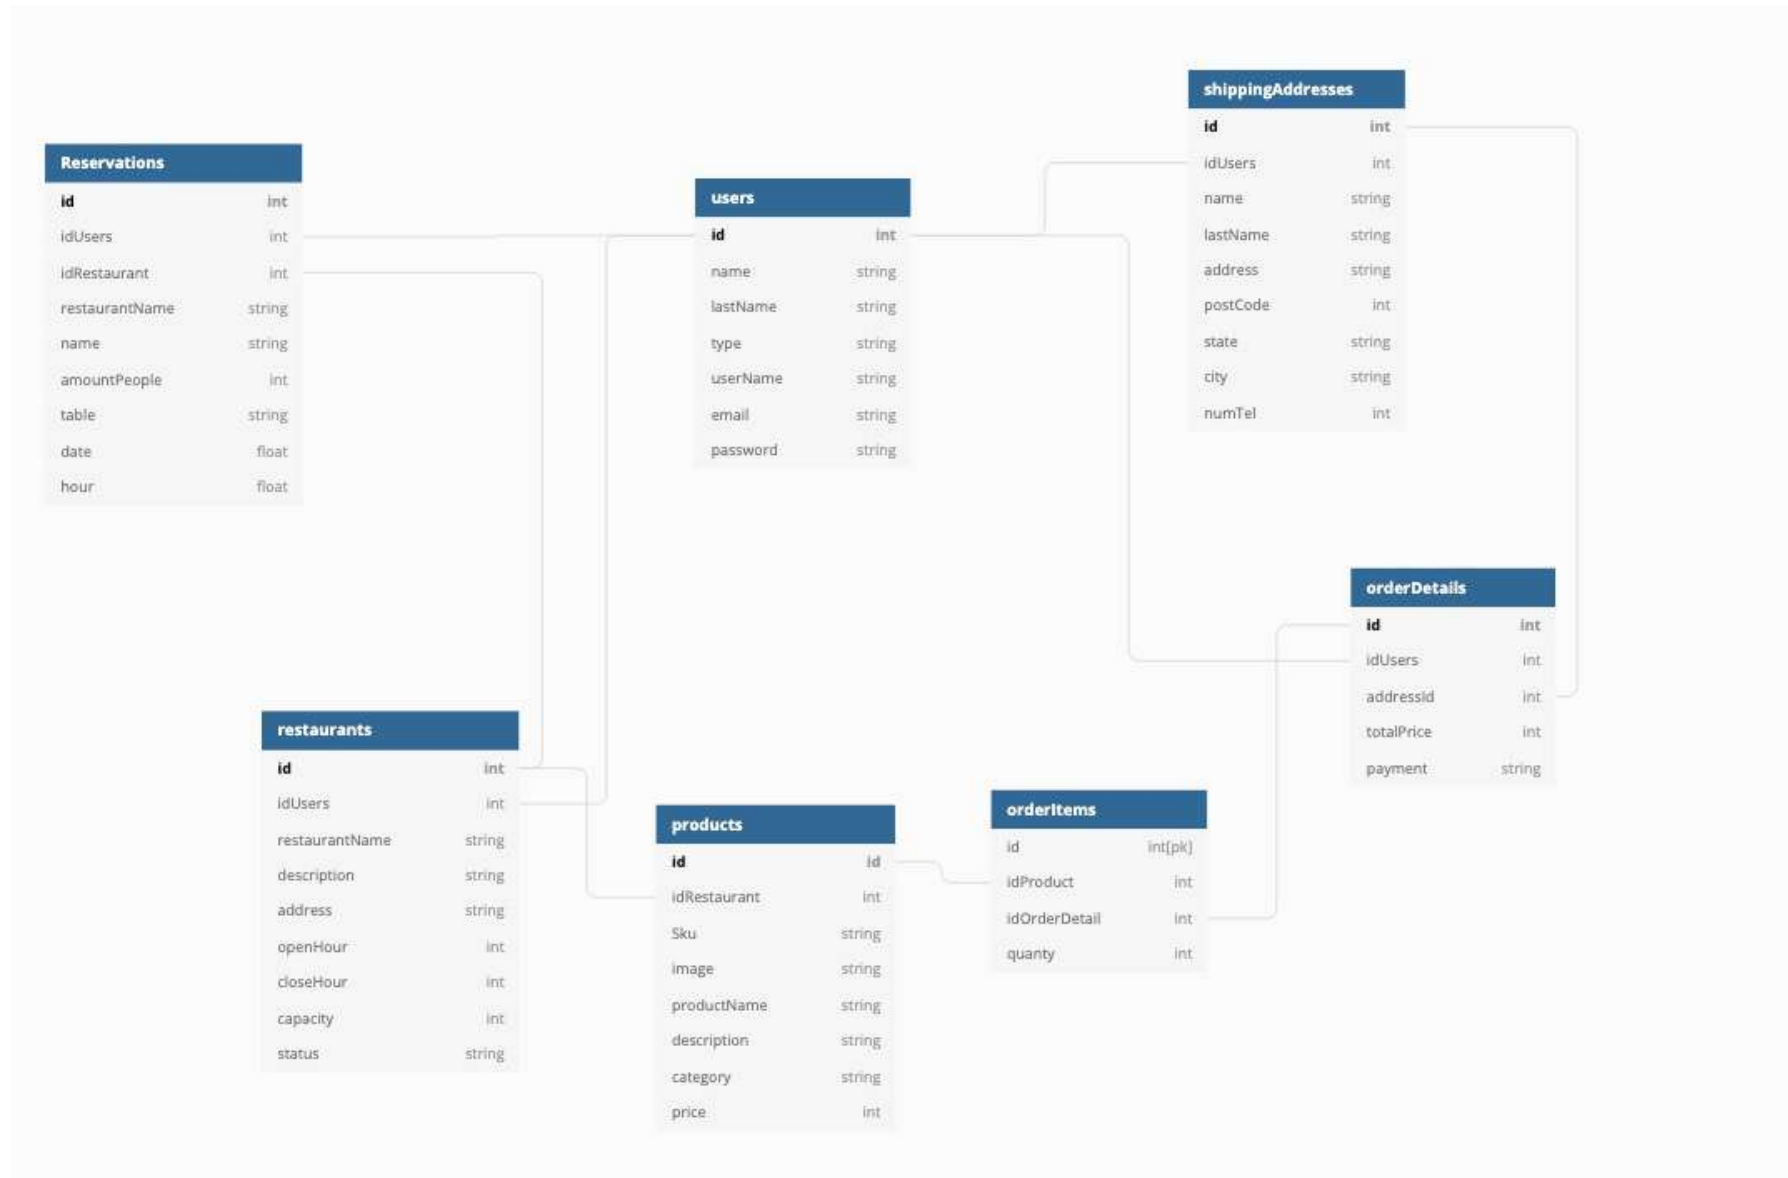 Reservations
id int
idUsers int
idRestaurant int
restaurantName string
name string
amountPeople int
table string
date float
hour float
users
id int
name string
lastName string
type string
userName string
email string
password string
shippingAddresses
id int
idUsers int
name string
lastName string
address string
postCode int
state string
city string
numTel int
restaurants
id int
idUsers int
restaurantName string
description string
address string
openHour int
closeHour int
capacity int
status string
products
id id
idRestaurant int
Sku string
image string
productName string
description string
category string
price int
orderItems
id int[pk]
idProduct int
idOrderDetail int
quanty int
orderDetails
id int
idUsers int
addressId int
totalPrice int
payment string